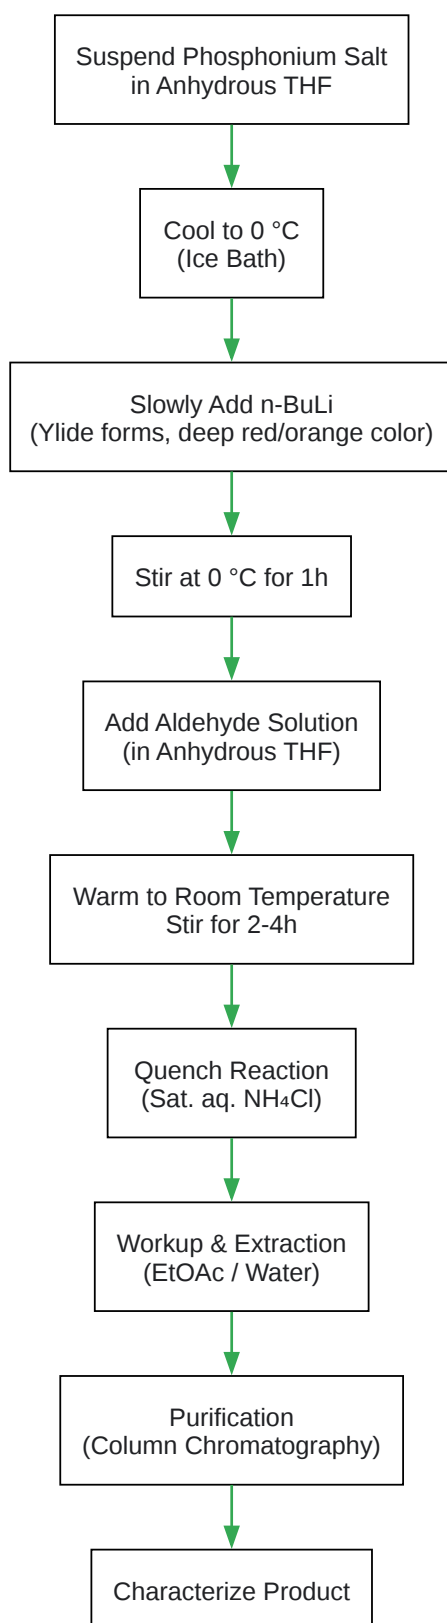 Suspend Phosphonium Salt
in Anhydrous THF
Cool to 0 °C
(Ice Bath)
Slowly Add n-BuLi
(Ylide forms, deep red/orange color)
Stir at 0 °C for 1h
Add Aldehyde Solution
(in Anhydrous THF)
Warm to Room Temperature
Stir for 2-4h
Quench Reaction
(Sat. aq. NH₄Cl)
Workup & Extraction
(EtOAc / Water)
Purification
(Column Chromatography)
Characterize Product